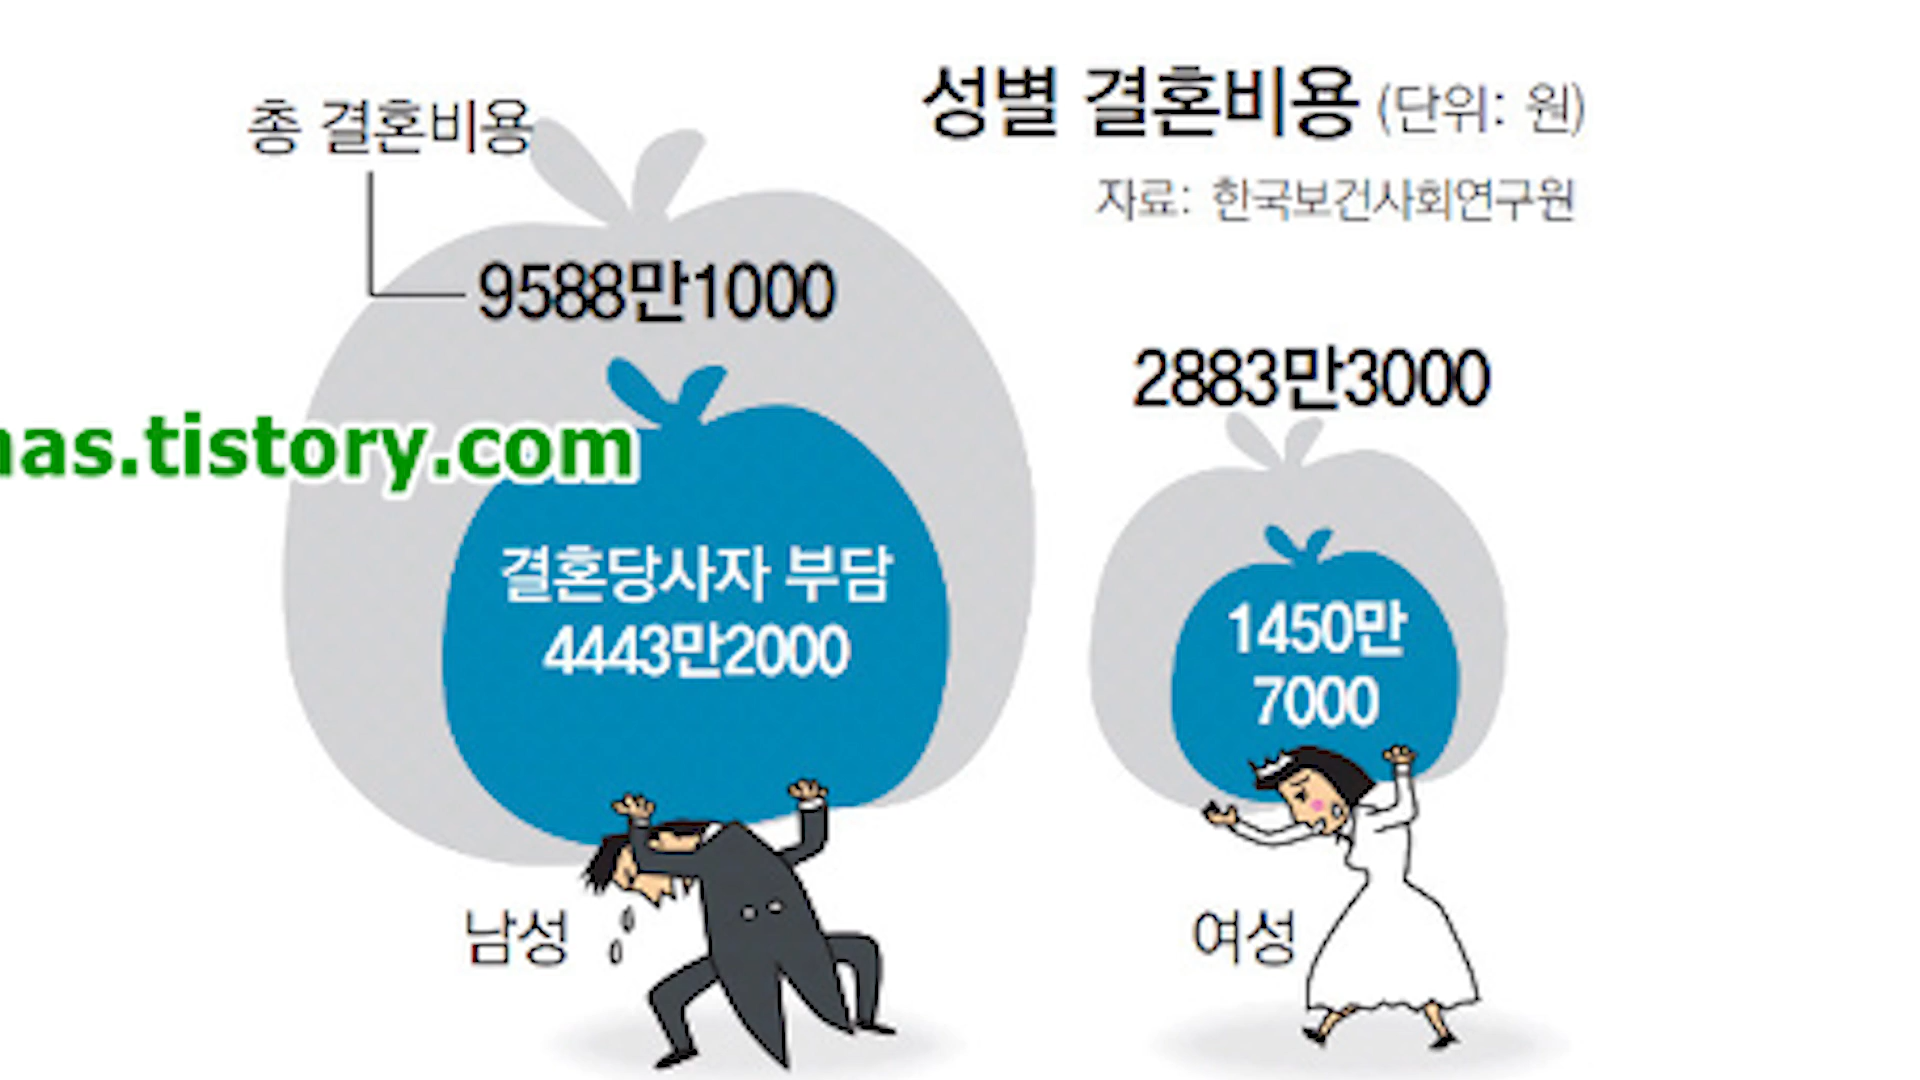 성별 결혼비용 (단위: 원)
자료: 한국보건사회연구원
총 결혼비용
9588만1000
결혼당사자 부담
4443만2000
남성
2883만3000
1450만
7000
여성
nas.tistory.com